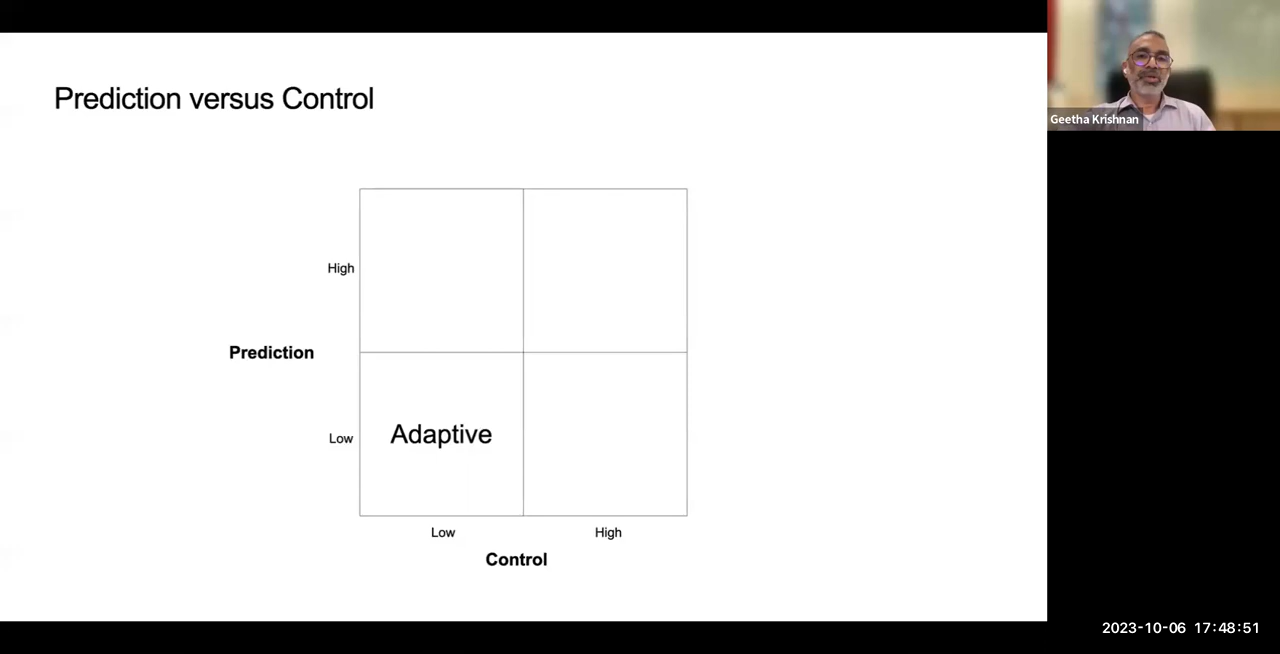 Prediction versus Control
Geetha Krishnan
High
Prediction
Low
Adaptive
Low
High
Control
2023-10-06 17:48:51